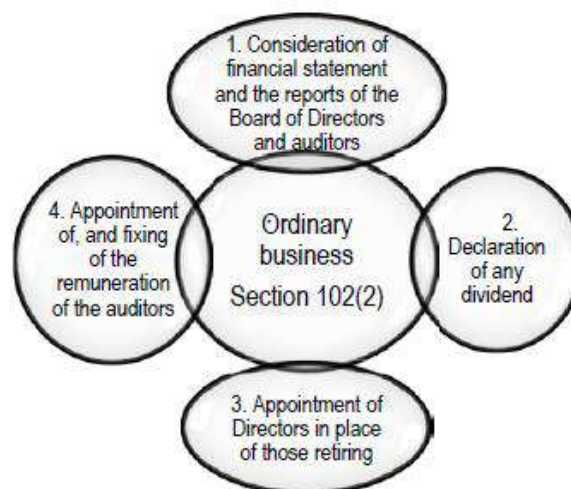 1. Consideration of
financial statement
and the reports of the
Board of Directors
and auditors
4. Appointment
of, and fixing
of the
remuneration
of the auditors
Ordinary
business
Section 102(2)
2.
Declaration
of any
dividend
3. Appointment of
Directors in place
of those retiring